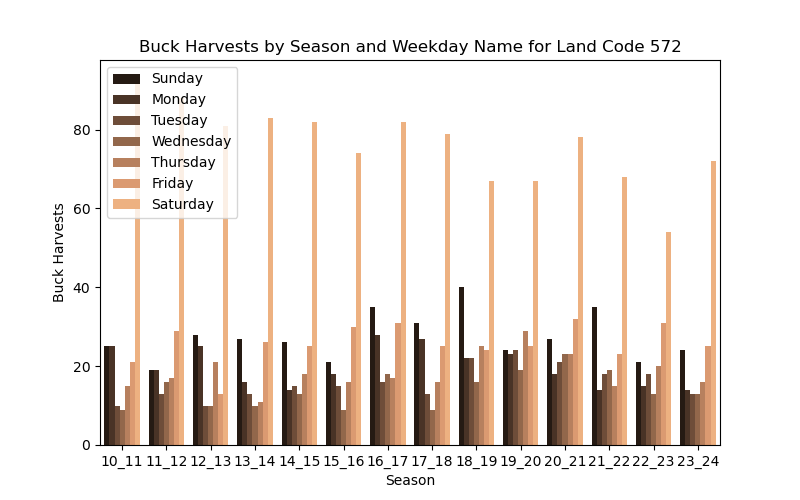 Buck Harvests by Season and Weekday Name for Land Code 572
Sunday
Monday
Tuesday
Wednesday
Thursday
Friday
Saturday
Buck Harvests
80
60
40
20
0
10_11 11_12 12_13 13_14 14_15 15_16 16_17 17_18 18_19 19_20 20_21 21_22 22_23 23_24
Season